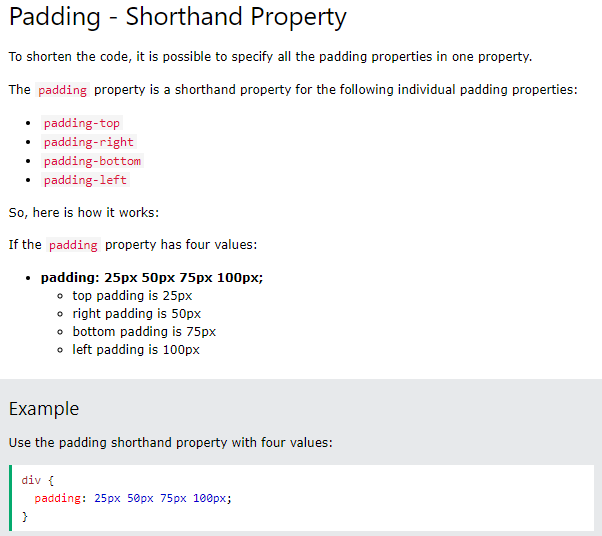 Padding - Shorthand Property
To shorten the code, it is possible to specify all the padding properties in one property.
The padding property is a shorthand property for the following individual padding properties:
• padding-top
• padding-right
• padding-bottom
• padding-left
So, here is how it works:
If the padding property has four values:
• padding: 25px 50px 75px 100px;
◦ top padding is 25px
◦ right padding is 50px
◦ bottom padding is 75px
◦ left padding is 100px
Example
Use the padding shorthand property with four values:
div {
  padding: 25px 50px 75px 100px;
}